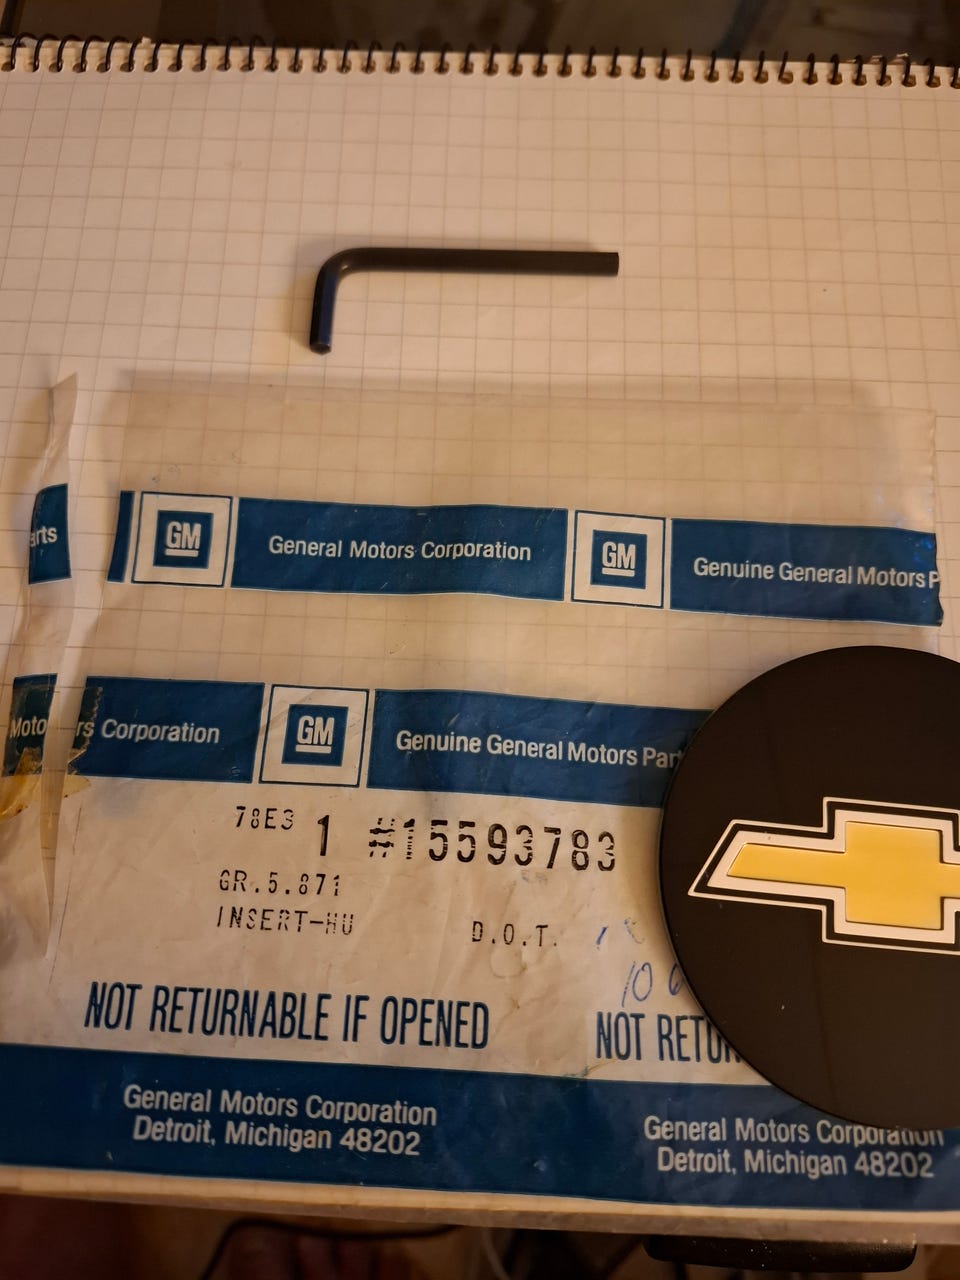 arts
GM
General Motors Corporation
GM
Genuine General Motors P
Moto
rs Corporation
GM
Genuine General Motors Par
78E3 1 #15593783
GR.5.871
INSERT-HU D.O.T.
10
NOT RETURNABLE IF OPENED
NOT RETUR
General Motors Corporation
Detroit, Michigan 48202
General Motors Corporation
Detroit, Michigan 48202